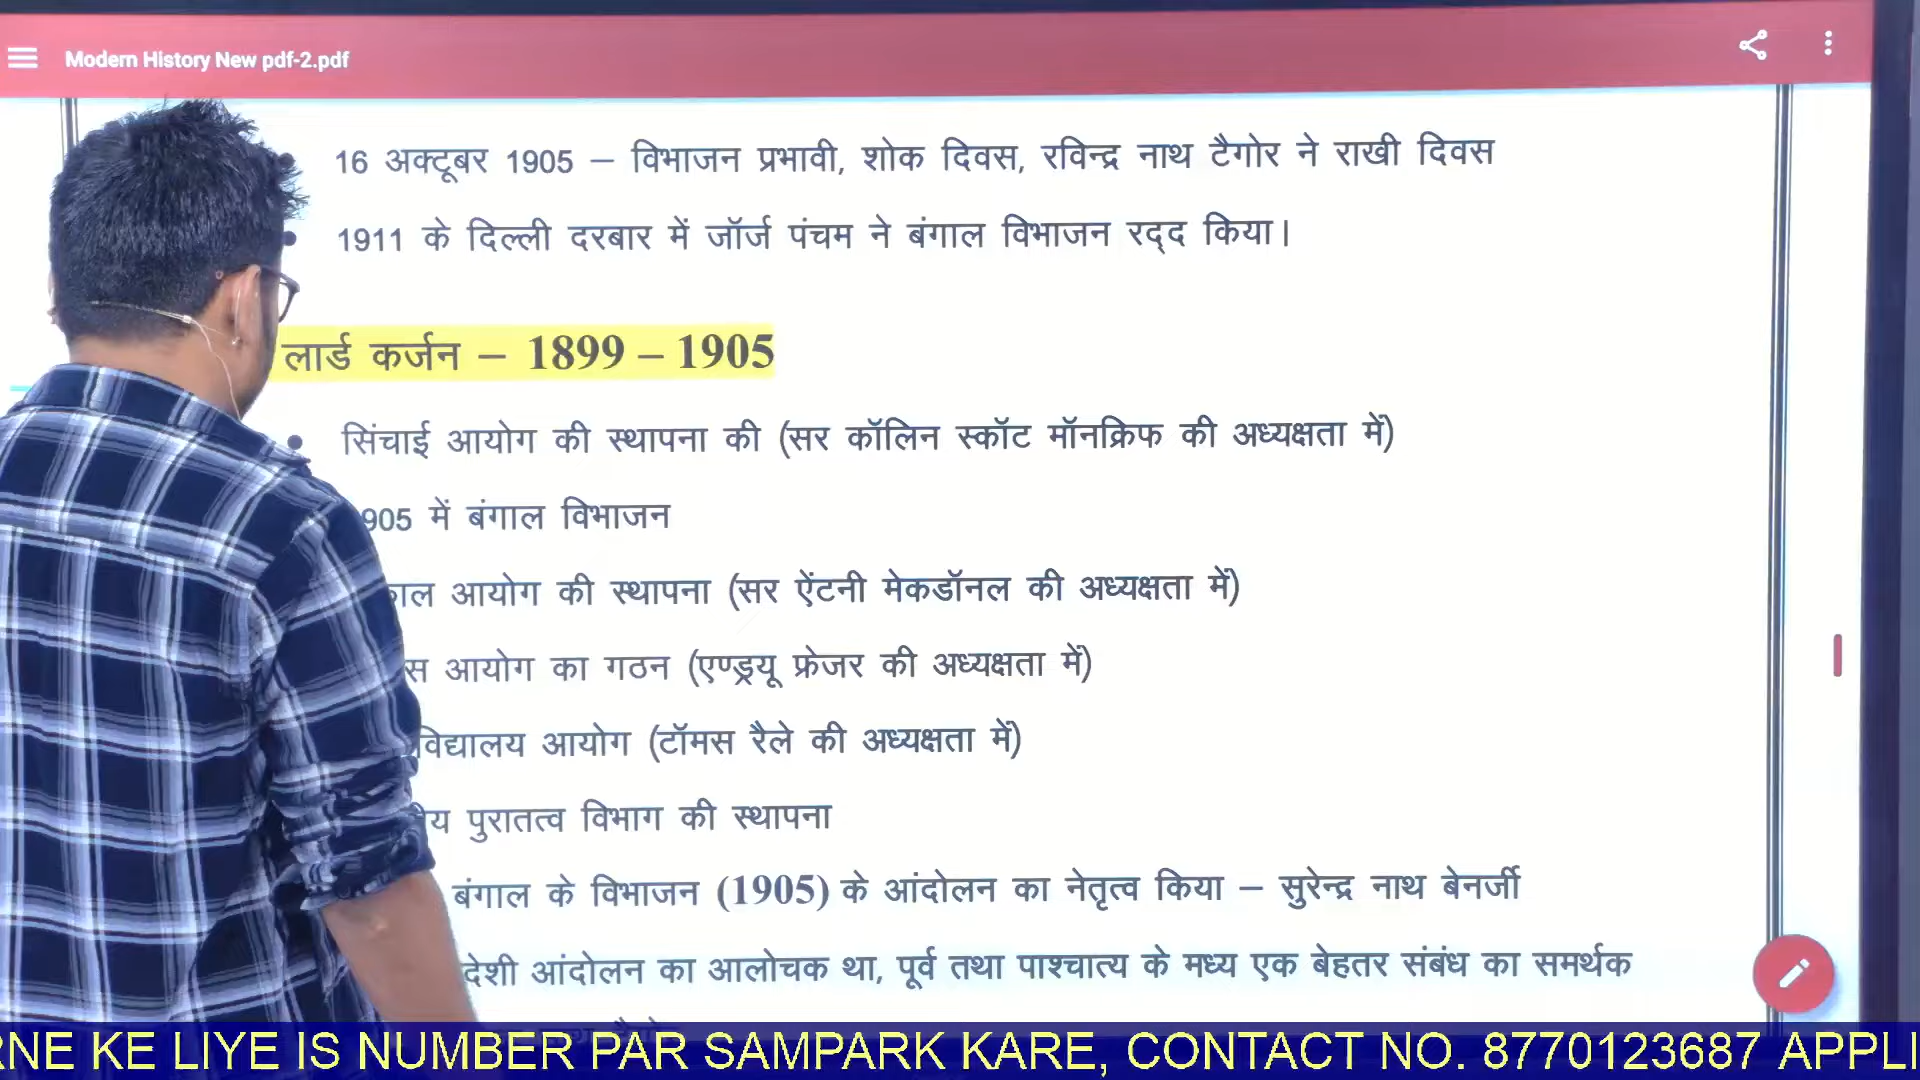 Modern History New pdf-2.pdf
16 अक्टूबर 1905 – विभाजन प्रभावी, शोक दिवस, रविन्द्र नाथ टैगोर ने राखी दिवस
1911 के दिल्ली दरबार में जॉर्ज पंचम ने बंगाल विभाजन रद्द किया।
लार्ड कर्जन – 1899 – 1905
सिंचाई आयोग की स्थापना की (सर कॉलिन स्कॉट मॉनक्रिफ की अध्यक्षता में)
905 में बंगाल विभाजन
आयोग की स्थापना (सर ऐंटनी मेकडॉनल की अध्यक्षता में)
आयोग का गठन (एण्ड्रयू फ्रेजर की अध्यक्षता में)
विद्यालय आयोग (टॉमस रैले की अध्यक्षता में)
पुरातत्व विभाग की स्थापना
बंगाल के विभाजन (1905) के आंदोलन का नेतृत्व किया – सुरेन्द्र नाथ बेनर्जी
देशी आंदोलन का आलोचक था, पूर्व तथा पाश्चात्य के मध्य एक बेहतर संबंध का समर्थक
RNE KE LIYE IS NUMBER PAR SAMPARK KARE, CONTACT NO. 8770123687 APPLI